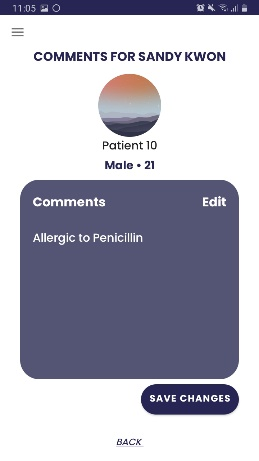 11:05
COMMENTS FOR SANDY KWON
Patient 10
Male • 21
Comments Edit
Allergic to Penicillin
SAVE CHANGES
BACK